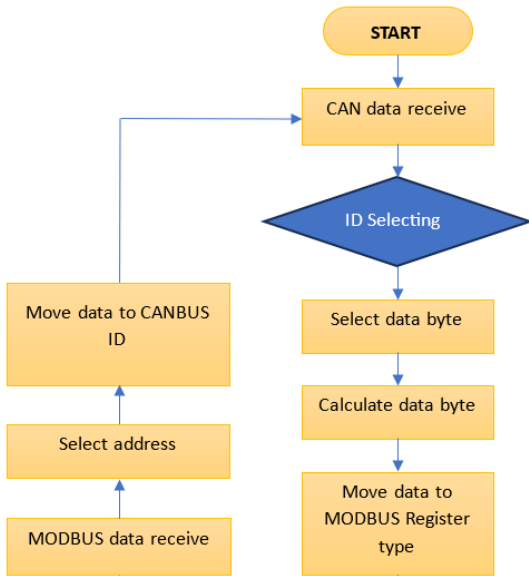 START
CAN data receive
ID Selecting
Move data to CANBUS
ID
Select data byte
Calculate data byte
Select address
Move data to
MODBUS Register
type
MODBUS data receive